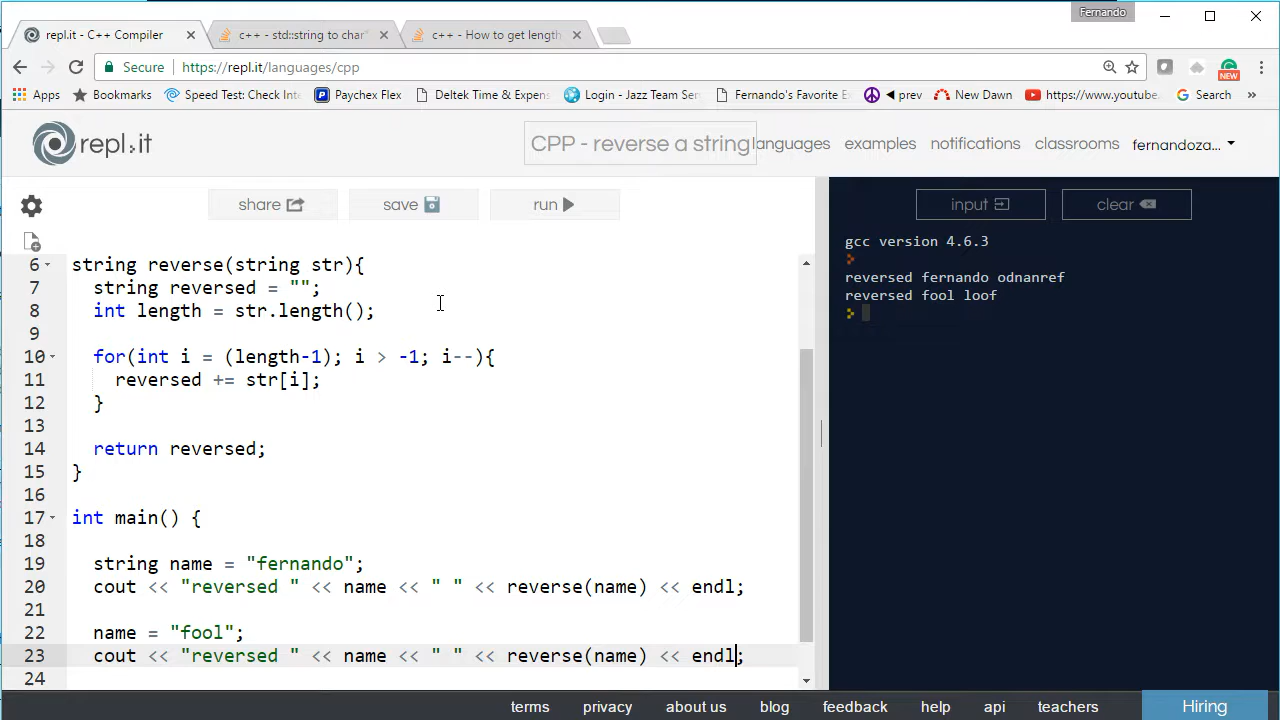 Fernando
repl.it - C++ Compiler
c++ - std::string to char*
c++ - How to get length
Secure https://repl.it/languages/cpp
NEW
Apps Bookmarks Speed Test: Check Inte Paychex Flex Deltek Time & Expens Login - Jazz Team Serv Fernando's Favorite E ◀ prev New Dawn https://www.youtube. Search »
repl.it CPP - reverse a string languages examples notifications classrooms fernandoza...
share save run input clear
6 string reverse(string str){
7 string reversed = "";
8 int length = str.length();
9
10 for(int i = (length-1); i > -1; i--){
11 reversed += str[i];
12 }
13
14 return reversed;
15 }
16
17 int main() {
18
19 string name = "fernando";
20 cout << "reversed " << name << " " << reverse(name) << endl;
21
22 name = "fool";
23 cout << "reversed " << name << " " << reverse(name) << endl;
24
gcc version 4.6.3
reversed fernando odnanref
reversed fool loof
terms privacy about us blog feedback help api teachers Hiring